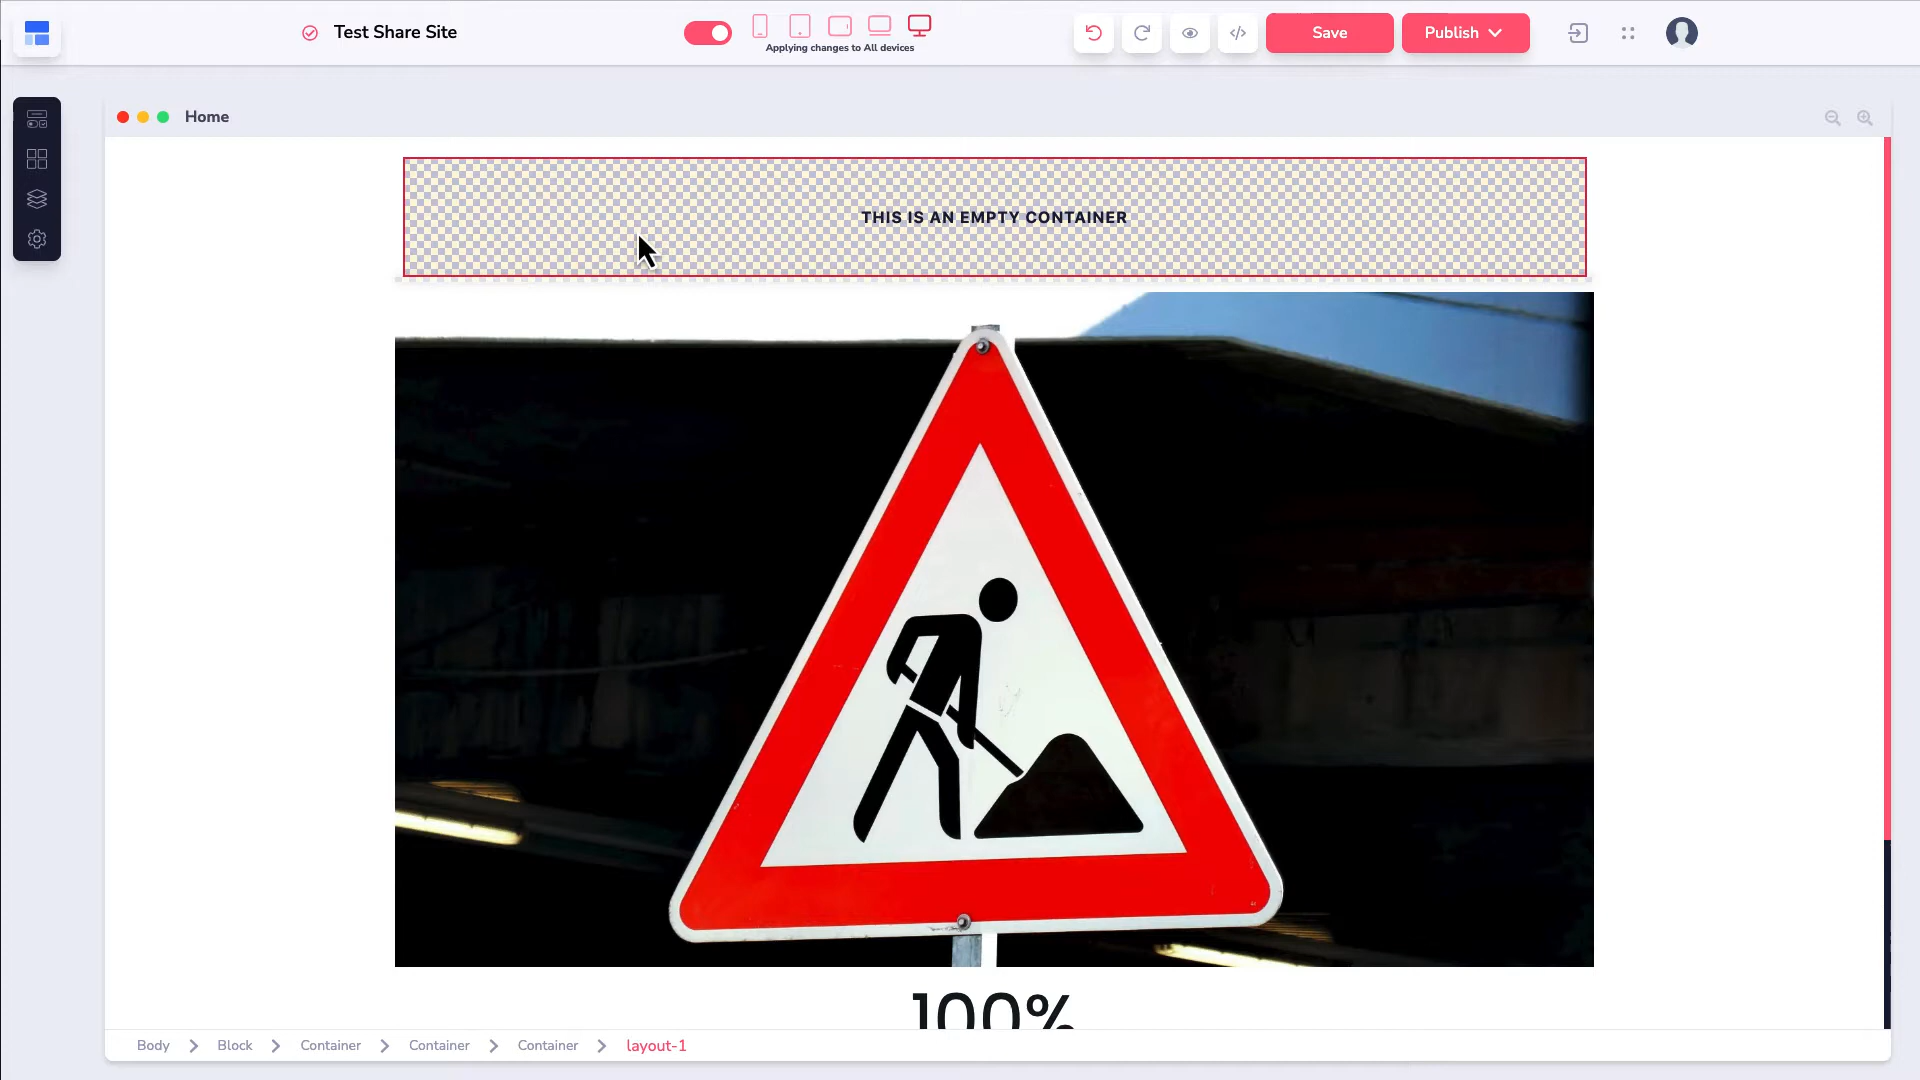 Test Share Site
Applying changes to All devices
</>
Save
Publish
Home
THIS IS AN EMPTY CONTAINER
100%
Body
Block
Container
Container
Container
layout-1